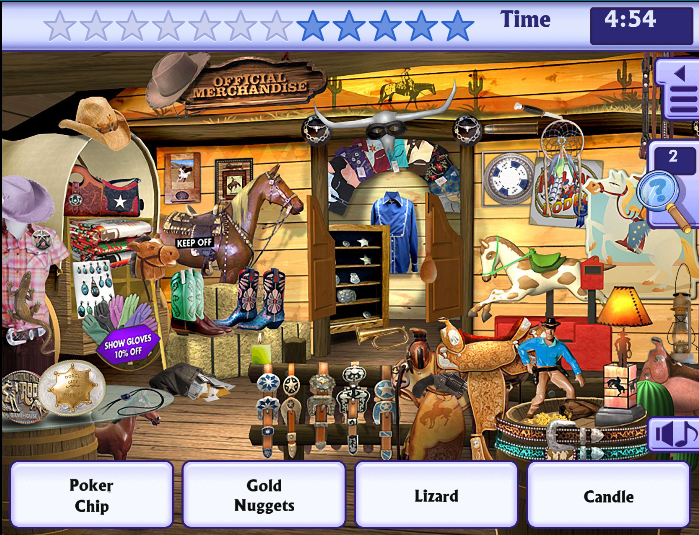 Time
4:54
OFFICIAL
MERCHANDISE
2
KEEP OFF
SHOW GLOVES
10% OFF
Poker
Chip
Gold
Nuggets
Lizard
Candle